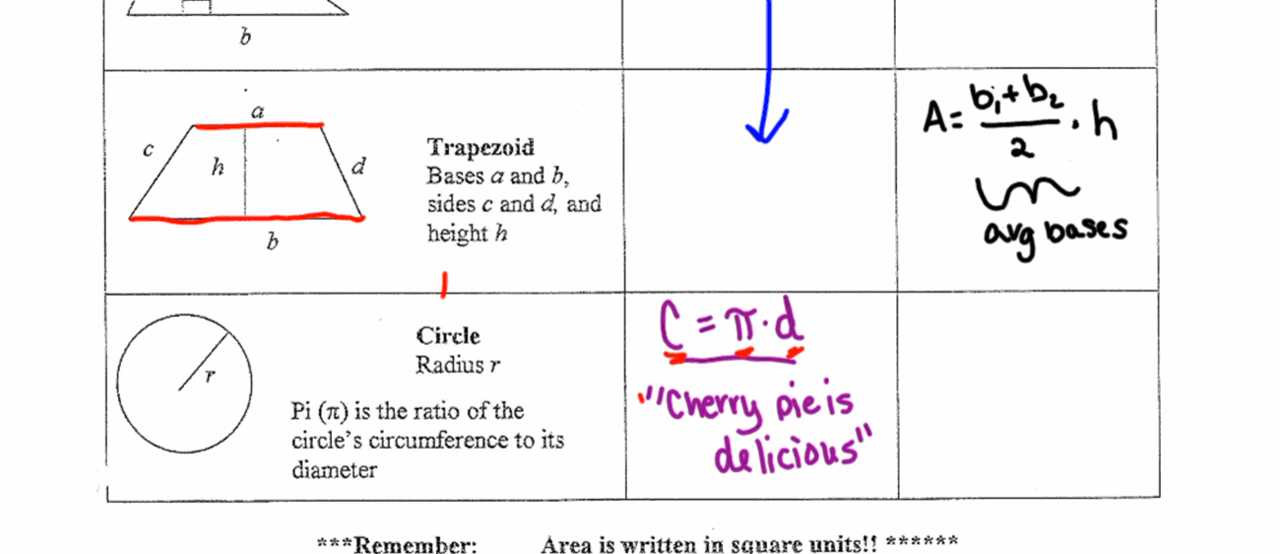 b
a
c
h
d
b
Trapezoid
Bases a and b,
sides c and d, and
height h
A = b₁+b₂/2 · h
avg bases
r
Circle
Radius r
Pi (π) is the ratio of the
circle's circumference to its
diameter
C = π · d
"Cherry pie is
delicious"
***Remember: Area is written in square units!! ******